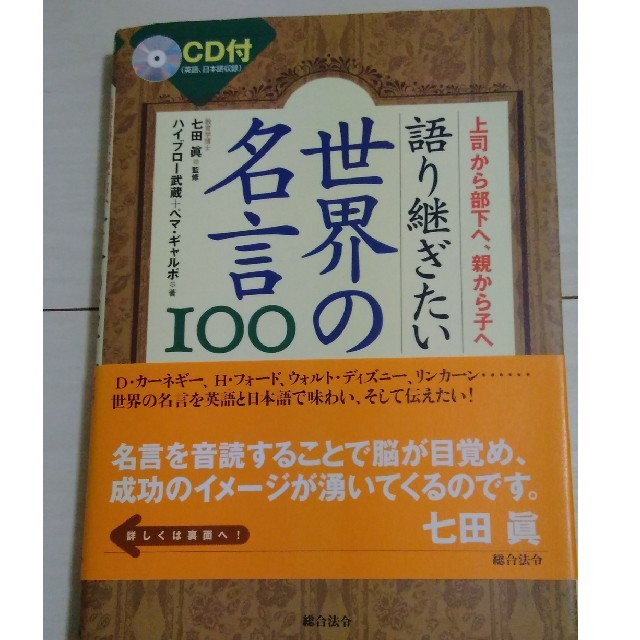 CD付
(英語、日本語収録)
上司から部下へ、親から子へ
語り継ぎたい
世界の
名言
100
七田 眞●監修
ハイブロー武蔵+ペマ・ギャルポ●著
D・カーネギー、H・フォード、ウォルト・ディズニー、リンカーン……
世界の名言を英語と日本語で味わい、そして伝えたい!
名言を音読することで脳が目覚め、
成功のイメージが湧いてくるのです。
七田 眞
詳しくは裏面へ!
総合法令
総合法令